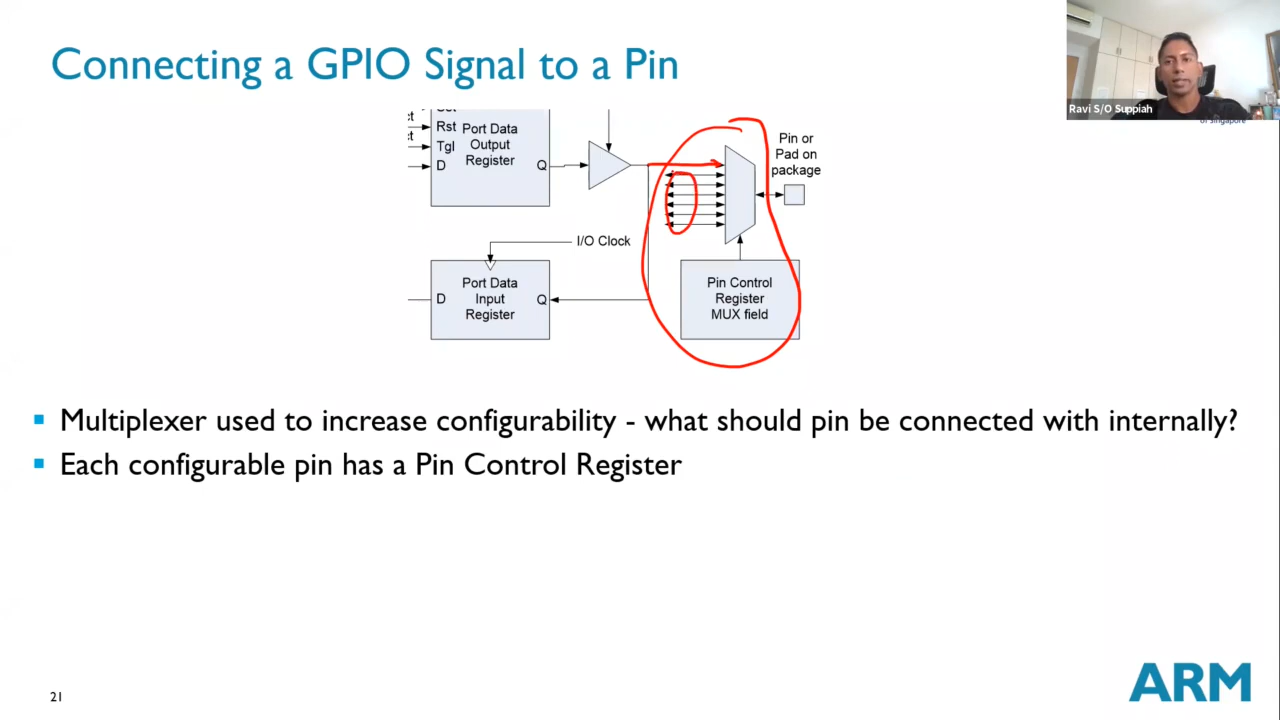 Connecting a GPIO Signal to a Pin
Ravi S/O Suppiah
of Singapore
Rst
Tgl
D
Port Data
Output
Register
Q
Pin or
Pad on
package
I/O Clock
D
Port Data
Input
Register
Q
Pin Control
Register
MUX field
Multiplexer used to increase configurability - what should pin be connected with internally?
Each configurable pin has a Pin Control Register
21
ARM